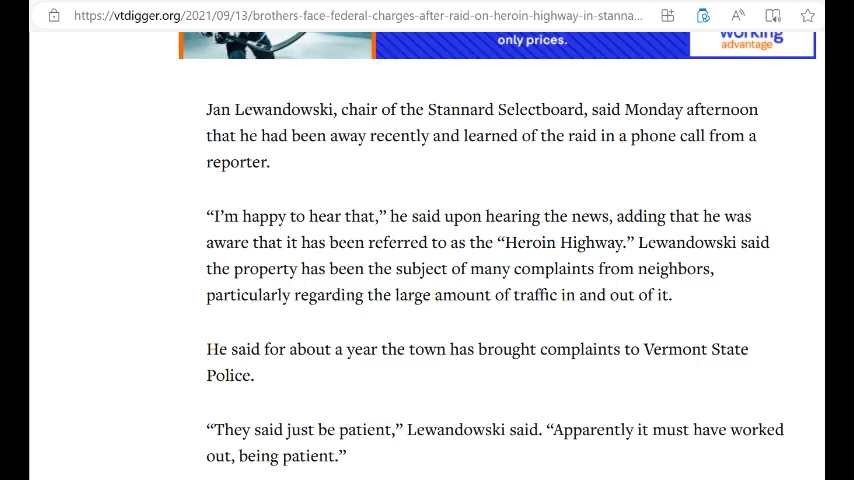 https://vtdigger.org/2021/09/13/brothers-face-federal-charges-after-raid-on-heroin-highway-in-stanna...
only prices.
working
advantage
Jan Lewandowski, chair of the Stannard Selectboard, said Monday afternoon
that he had been away recently and learned of the raid in a phone call from a
reporter.
“I’m happy to hear that,” he said upon hearing the news, adding that he was
aware that it has been referred to as the “Heroin Highway.” Lewandowski said
the property has been the subject of many complaints from neighbors,
particularly regarding the large amount of traffic in and out of it.
He said for about a year the town has brought complaints to Vermont State
Police.
“They said just be patient,” Lewandowski said. “Apparently it must have worked
out, being patient.”